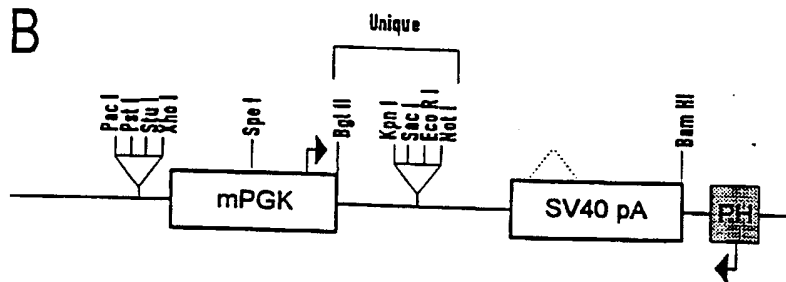 B
Unique
Pac I
Pst I
Stu I
Xho I
Spe I
Bgl II
Kpn I
Sac I
Eco R I
Not I
Bam HI
mPGK
SV40 pA
PH